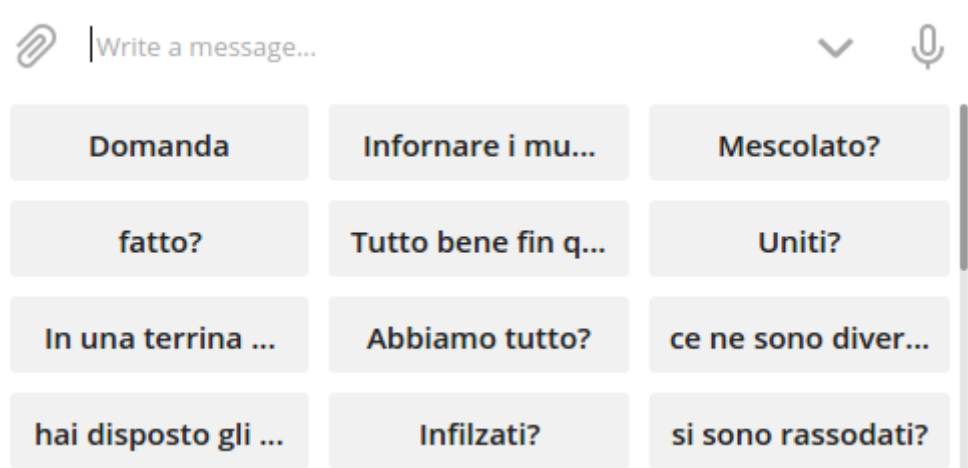 Write a message...
Domanda
Infornare i mu...
Mescolato?
fatto?
Tutto bene fin q...
Uniti?
In una terrina ...
Abbiamo tutto?
ce ne sono diver...
hai disposto gli ...
Infilzati?
si sono rassodati?